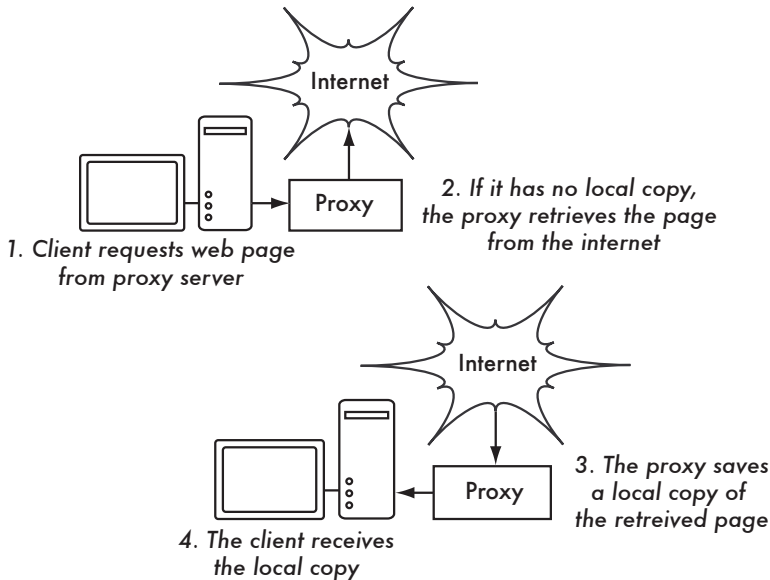 Internet
Proxy
1. Client requests web page
from proxy server
2. If it has no local copy,
the proxy retrieves the page
from the internet
Internet
Proxy
3. The proxy saves
a local copy of
the retreived page
4. The client receives
the local copy